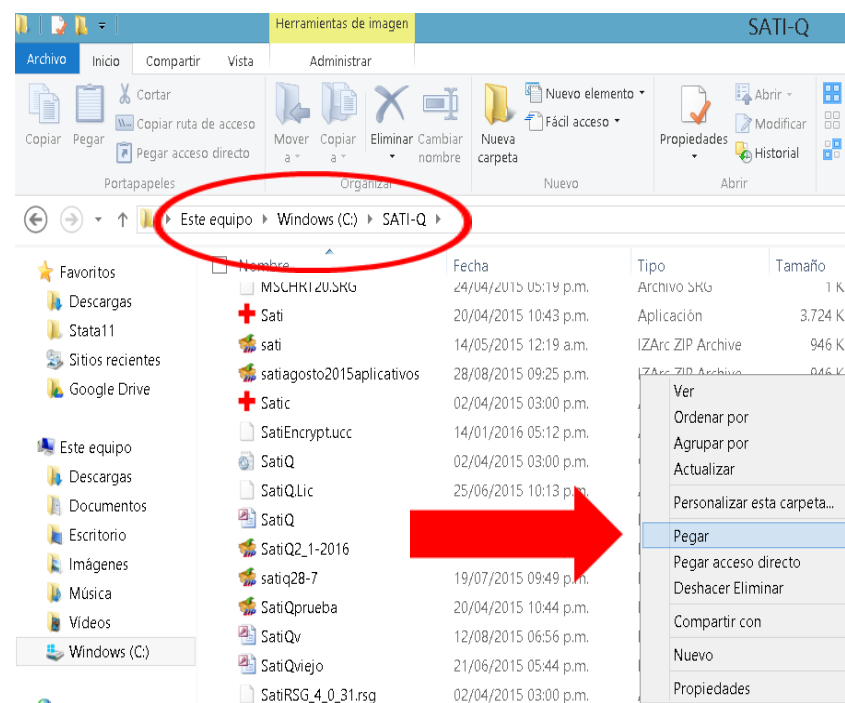 Herramientas de imagen
SATI-Q
Archivo Inicio Compartir Vista Administrar
Cortar
Copiar ruta de acceso
Pegar acceso directo
Copiar Pegar
Portapapeles
Mover a Copiar a Eliminar Cambiar nombre
Organizar
Nueva carpeta
Nuevo elemento
Fácil acceso
Nuevo
Propiedades
Abrir
Modificar
Historial
Abrir
Este equipo Windows (C:) SATI-Q
Favoritos
Descargas
Stata11
Sitios recientes
Google Drive
Este equipo
Descargas
Documentos
Escritorio
Imágenes
Música
Vídeos
Windows (C:)
Nombre Fecha Tipo Tamaño
MSCHRT20.SRG 24/04/2015 05:19 p.m. Archivo SRG 1 K
Sati 20/04/2015 10:43 p.m. Aplicación 3.724 K
sati 14/05/2015 12:19 a.m. IZArc ZIP Archive 946 K
satiagosto2015aplicativos 28/08/2015 09:25 p.m. IZArc ZIP Archive 946 K
Satic 02/04/2015 03:00 p.m.
SatiEncrypt.ucc 14/01/2016 05:12 p.m.
SatiQ 02/04/2015 03:00 p.m.
SatiQ.Lic 25/06/2015 10:13 p.m.
SatiQ
SatiQ2_1-2016
satiq28-7 19/07/2015 09:49 p.m.
SatiQprueba 20/04/2015 10:44 p.m.
SatiQv 12/08/2015 06:56 p.m.
SatiQviejo 21/06/2015 05:44 p.m.
SatiRSG_4_0_31.rsg 02/04/2015 03:00 p.m.
Ver
Ordenar por
Agrupar por
Actualizar
Personalizar esta carpeta...
Pegar
Pegar acceso directo
Deshacer Eliminar
Compartir con
Nuevo
Propiedades